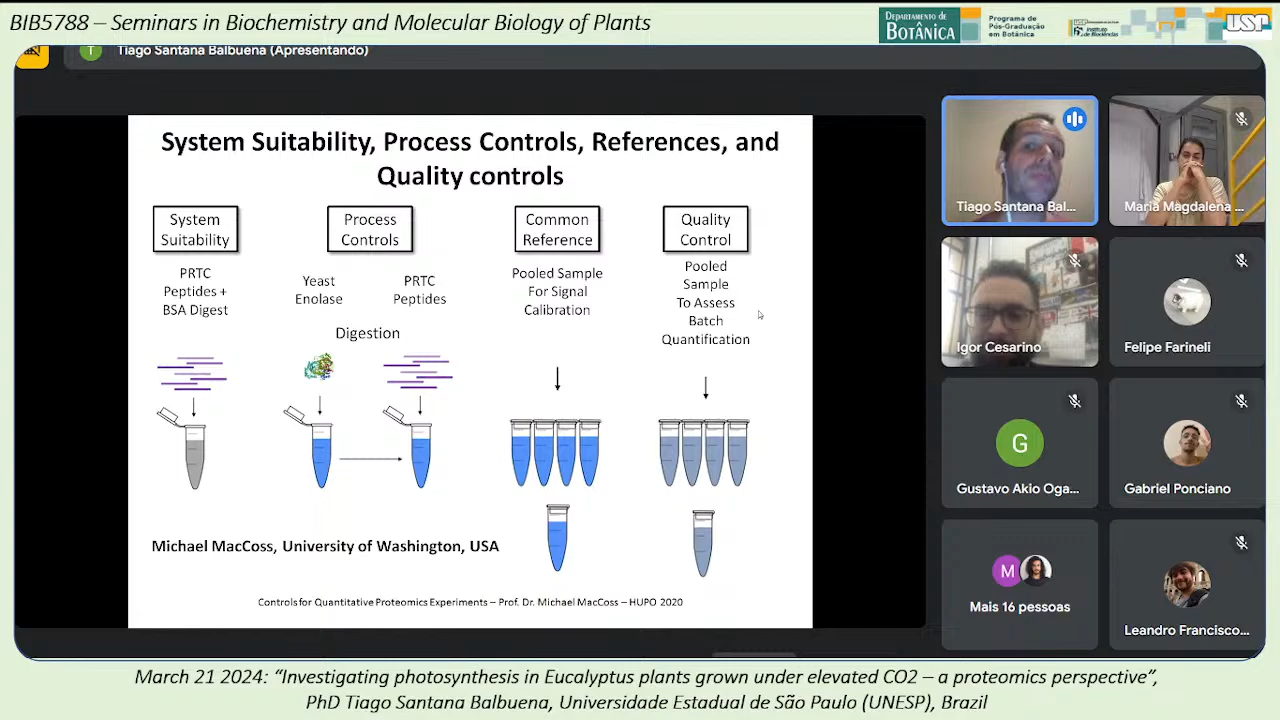 BIB5788 – Seminars in Biochemistry and Molecular Biology of Plants
DEPARTAMENTO DE
BOTÂNICA
Programa de
Pós-Graduação
em Botânica
USP
Instituto
de Biociências
USP
T
Tiago Santana Balbuena (Apresentando)
System Suitability, Process Controls, References, and
Quality controls
System
Suitability
Process
Controls
Common
Reference
Quality
Control
PRTC
Peptides +
BSA Digest
Yeast
Enolase
PRTC
Peptides
Digestion
Pooled Sample
For Signal
Calibration
Pooled
Sample
To Assess
Batch
Quantification
Michael MacCoss, University of Washington, USA
Controls for Quantitative Proteomics Experiments – Prof. Dr. Michael MacCoss – HUPO 2020
Tiago Santana Bal...
Maria Magdalena ...
Igor Cesarino
Felipe Farineli
G
Gustavo Akio Oga...
Gabriel Ponciano
M
Mais 16 pessoas
Leandro Francisco...
March 21 2024: “Investigating photosynthesis in Eucalyptus plants grown under elevated CO2 – a proteomics perspective”,
PhD Tiago Santana Balbuena, Universidade Estadual de São Paulo (UNESP), Brazil